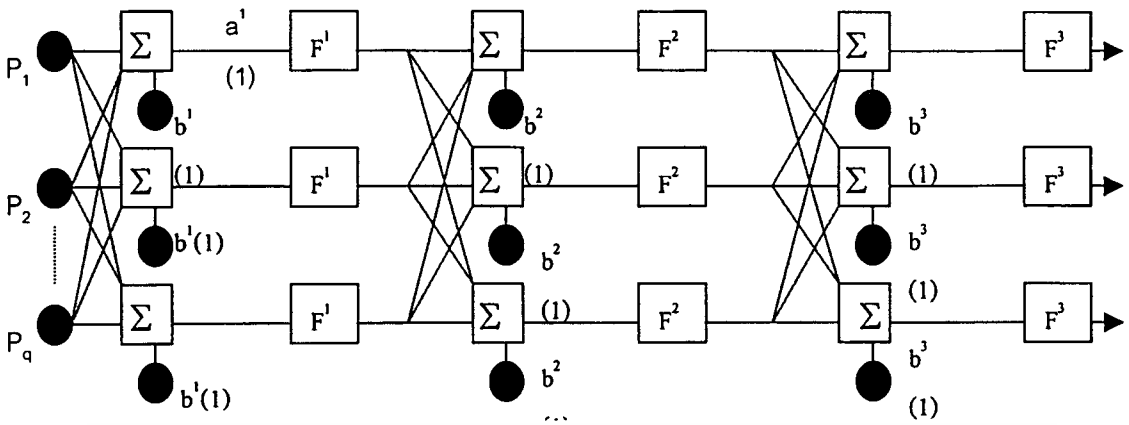 Σ a¹ F¹ Σ F² Σ F³
P₁ (1)
b¹ b² b³
Σ (1) F¹ Σ (1) F² Σ (1) F³
P₂
b¹(1) b² b³
Σ F¹ Σ (1) F² Σ (1) F³
P_q
b¹(1) b² b³
(1)